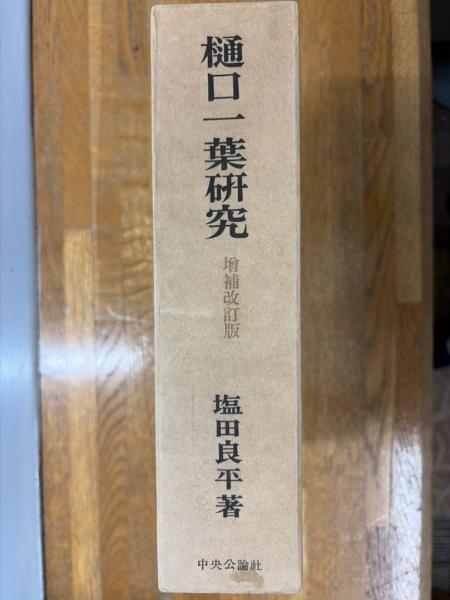 樋口一葉研究
増補改訂版
塩田良平著
中央公論社